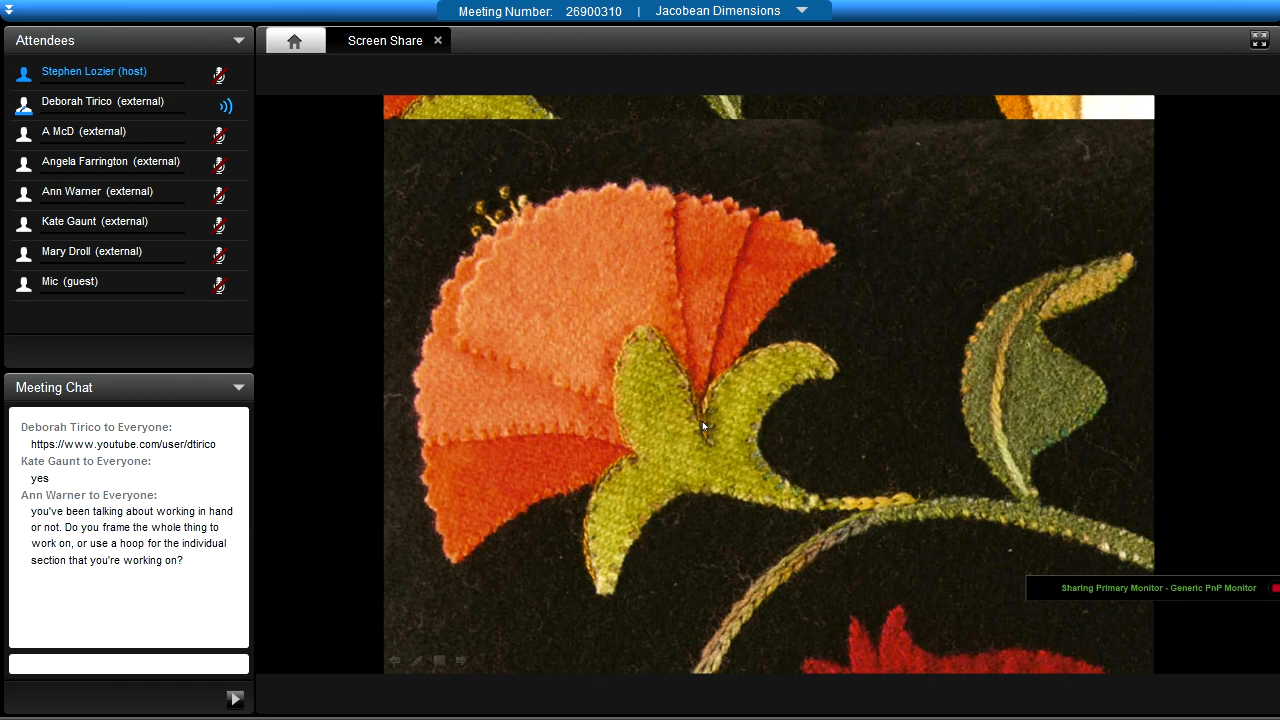 Meeting Number: 26900310 | Jacobean Dimensions
Attendees
Stephen Lozier (host)
Deborah Tirico (external)
A McD (external)
Angela Farrington (external)
Ann Warner (external)
Kate Gaunt (external)
Mary Droll (external)
Mic (guest)
Meeting Chat
Deborah Tirico to Everyone:
https://www.youtube.com/user/dtirico
Kate Gaunt to Everyone:
yes
Ann Warner to Everyone:
you've been talking about working in hand
or not. Do you frame the whole thing to
work on, or use a hoop for the individual
section that you're working on?
Screen Share
Sharing Primary Monitor - Generic PnP Monitor